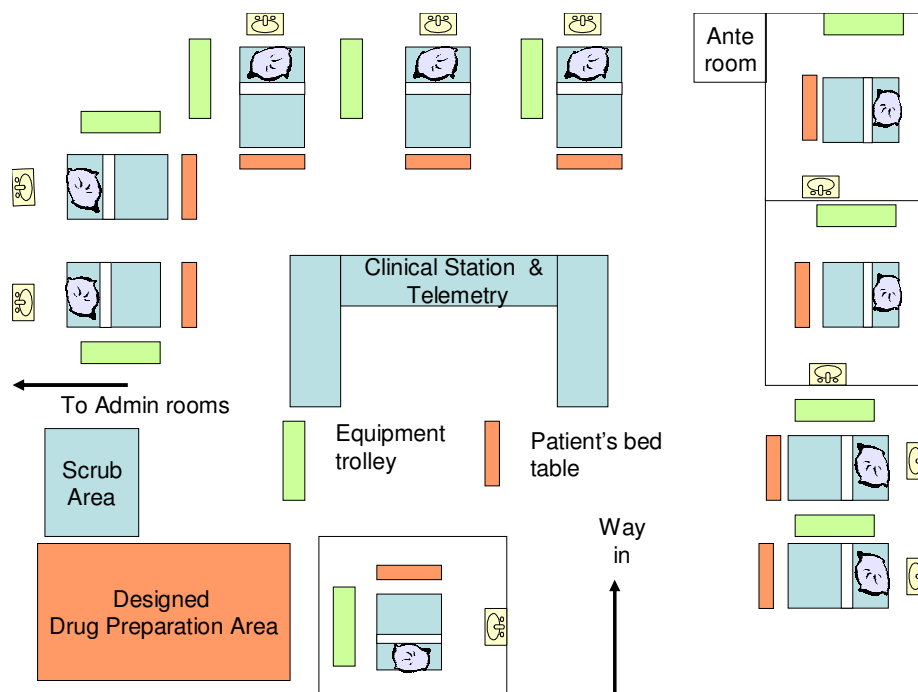 Ante
room
Clinical Station &
Telemetry
To Admin rooms
Equipment
trolley
Patient's bed
table
Scrub
Area
Way
in
Designed
Drug Preparation Area